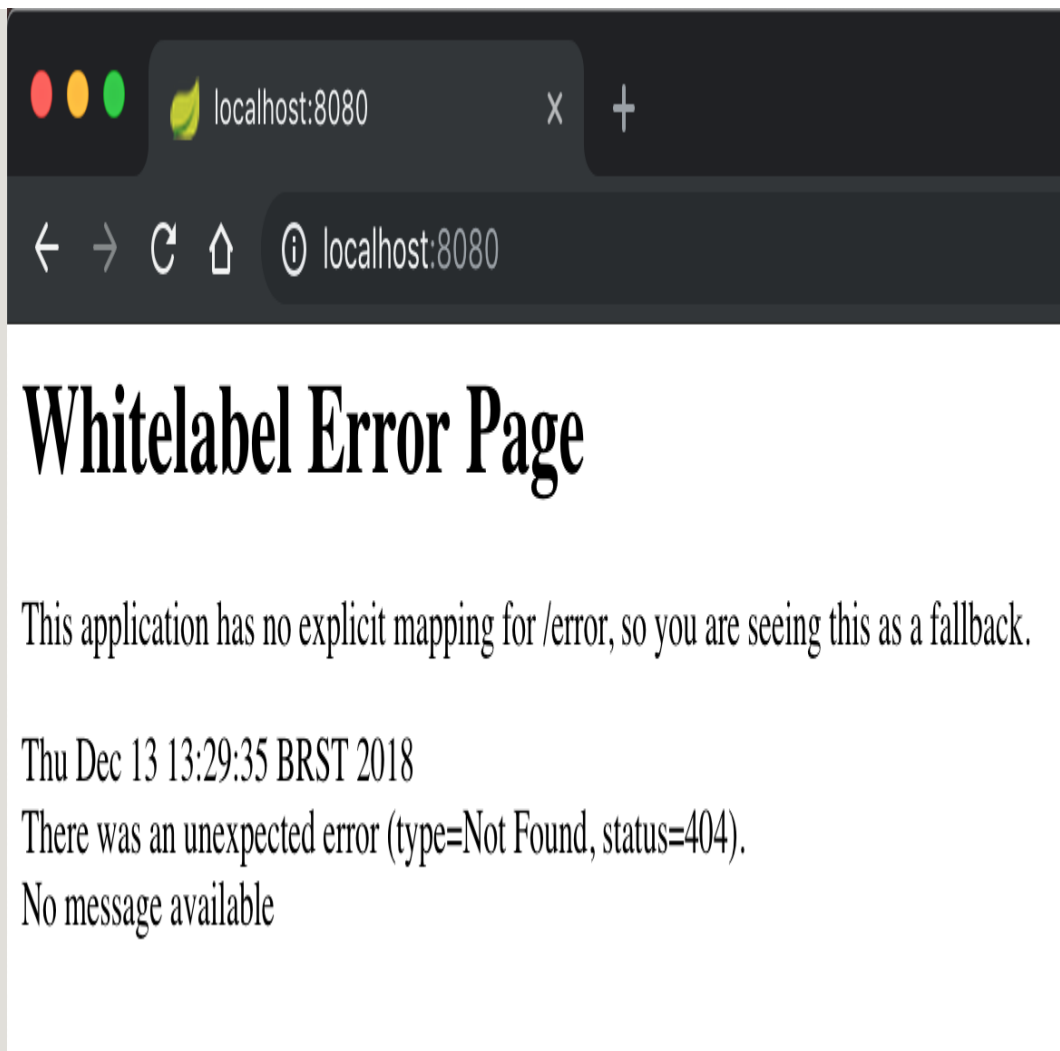 localhost:8080
localhost:8080
Whitelabel Error Page
This application has no explicit mapping for /error, so you are seeing this as a fallback.
Thu Dec 13 13:29:35 BRST 2018
There was an unexpected error (type=Not Found, status=404).
No message available